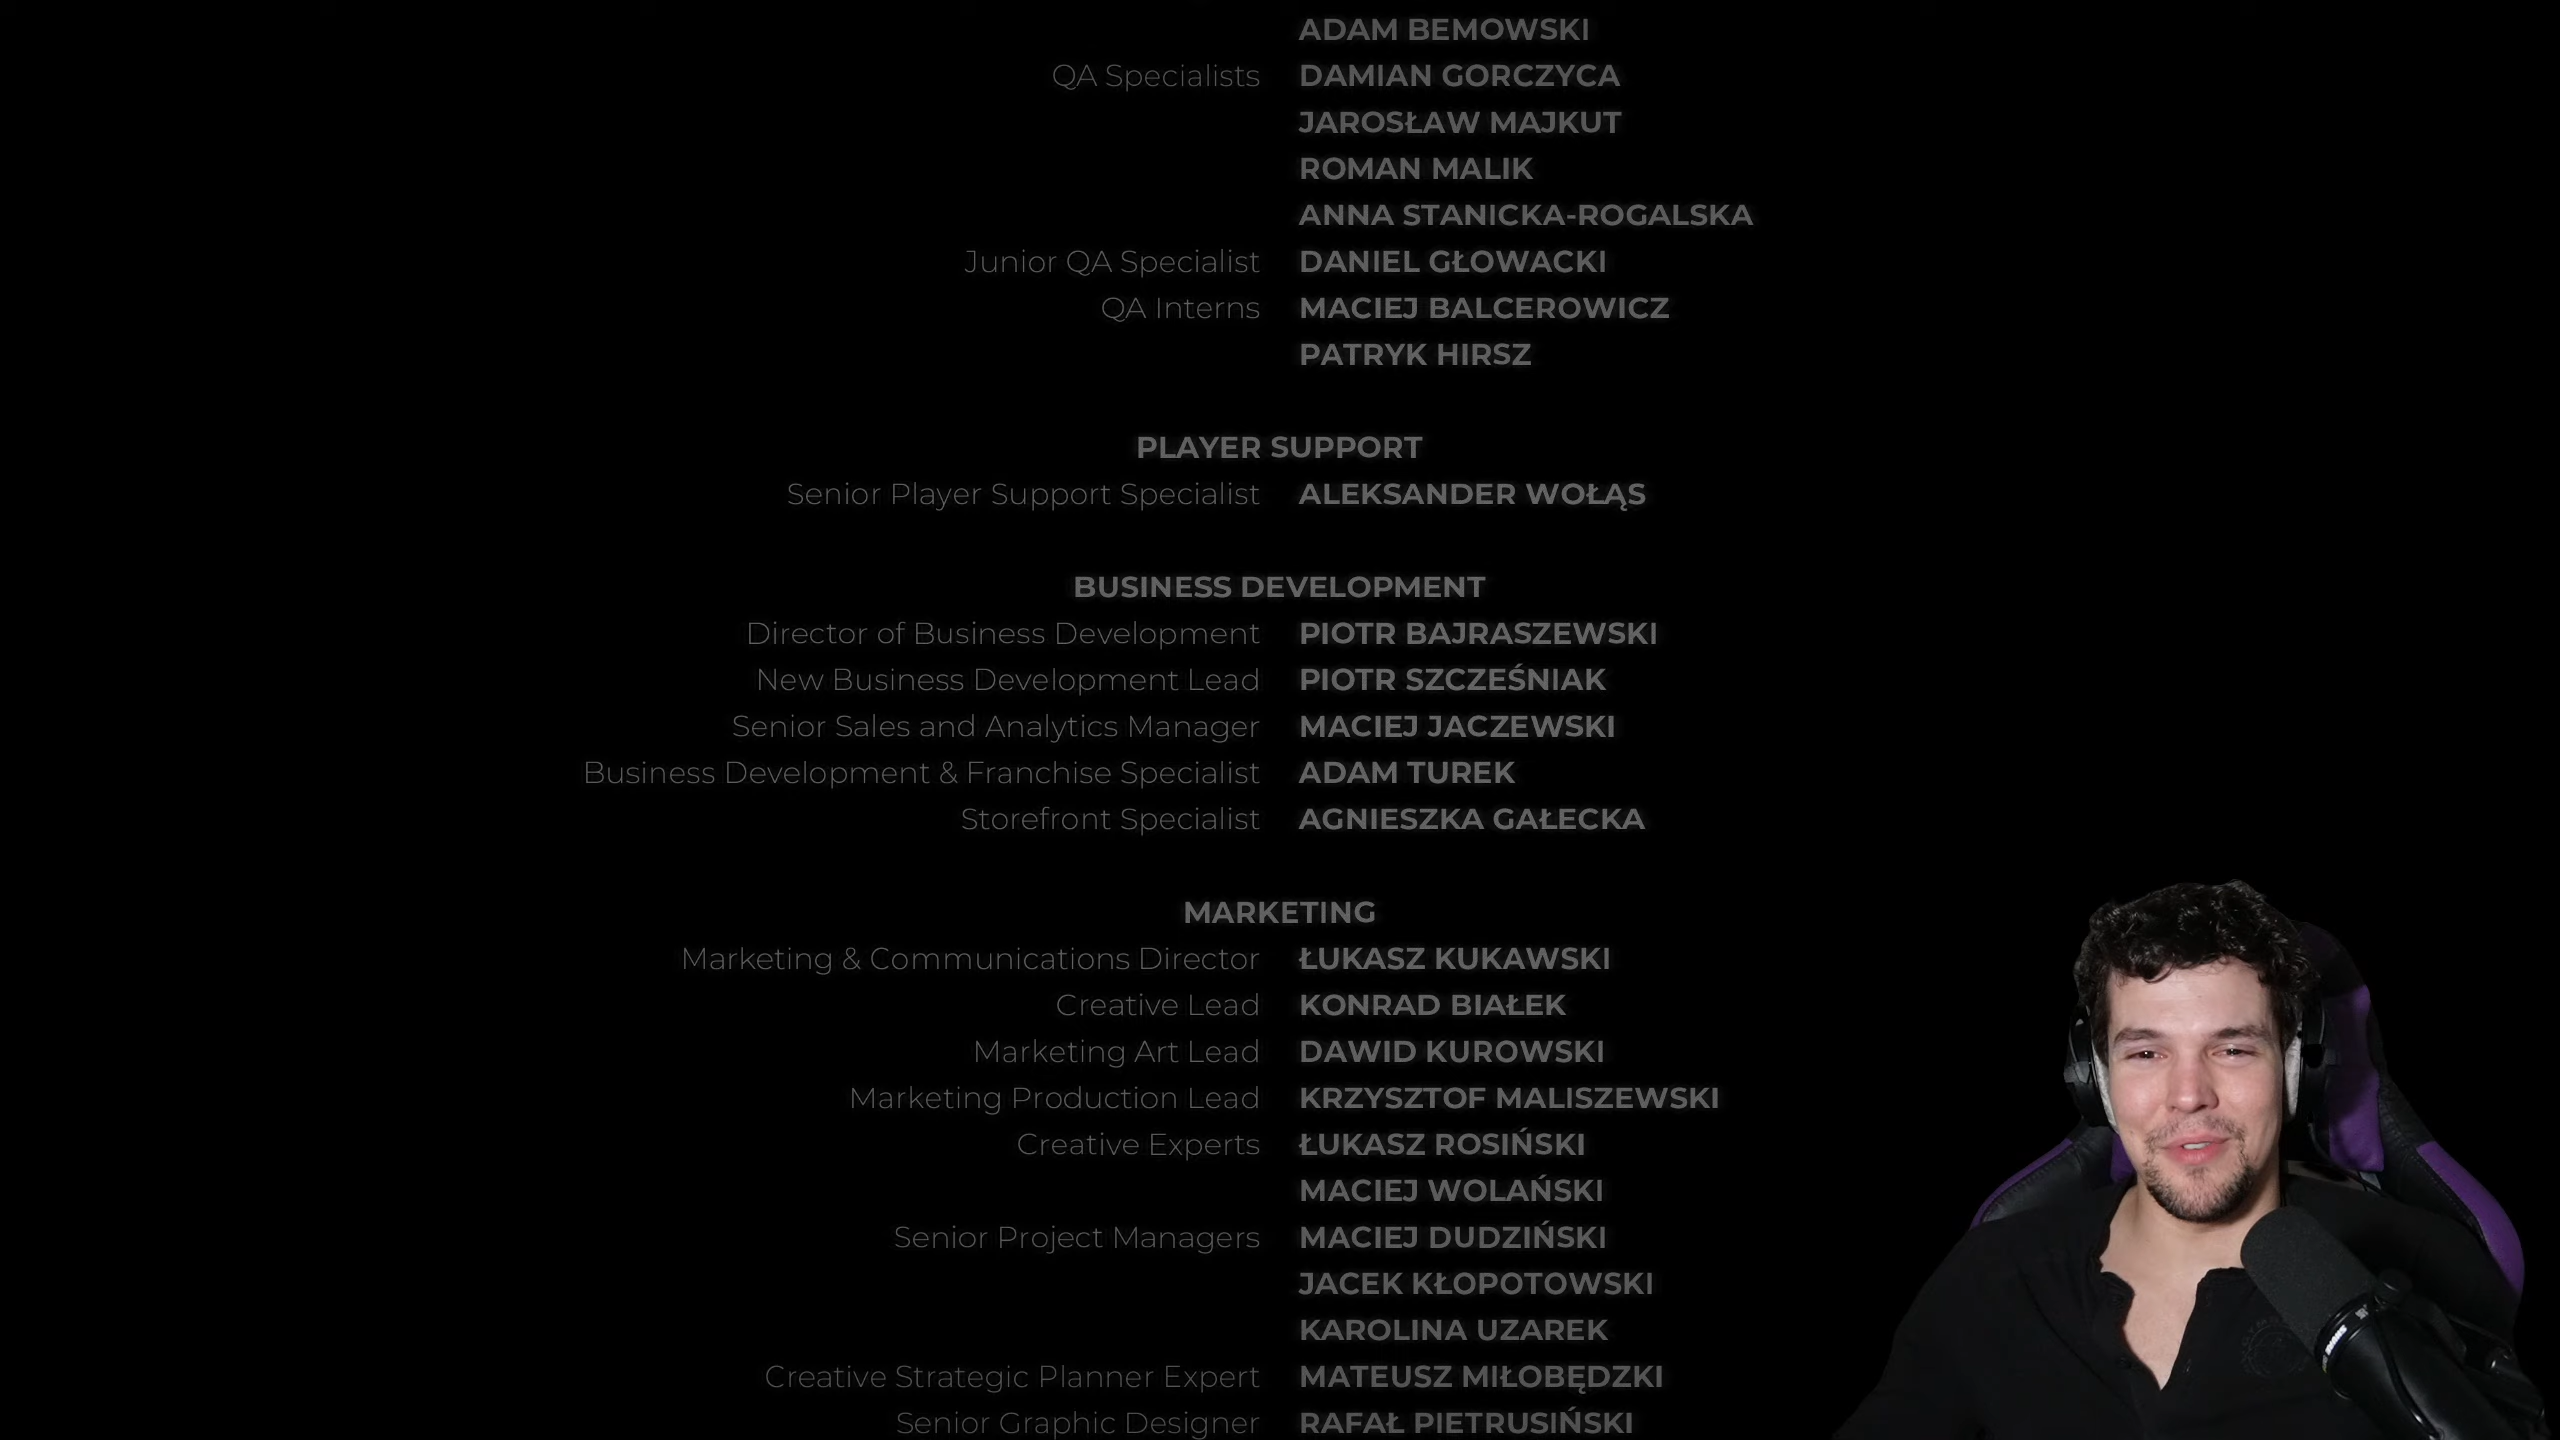 ADAM BEMOWSKI
QA Specialists DAMIAN GORCZYCA
JAROSŁAW MAJKUT
ROMAN MALIK
ANNA STANICKA-ROGALSKA
Junior QA Specialist DANIEL GŁOWACKI
QA Interns MACIEJ BALCEROWICZ
PATRYK HIRSZ
PLAYER SUPPORT
Senior Player Support Specialist ALEKSANDER WOŁĄS
BUSINESS DEVELOPMENT
Director of Business Development PIOTR BAJRASZEWSKI
New Business Development Lead PIOTR SZCZEŚNIAK
Senior Sales and Analytics Manager MACIEJ JACZEWSKI
Business Development & Franchise Specialist ADAM TUREK
Storefront Specialist AGNIESZKA GAŁECKA
MARKETING
Marketing & Communications Director ŁUKASZ KUKAWSKI
Creative Lead KONRAD BIAŁEK
Marketing Art Lead DAWID KUROWSKI
Marketing Production Lead KRZYSZTOF MALISZEWSKI
Creative Experts ŁUKASZ ROSIŃSKI
MACIEJ WOLAŃSKI
Senior Project Managers MACIEJ DUDZIŃSKI
JACEK KŁOPOTOWSKI
KAROLINA UZAREK
Creative Strategic Planner Expert MATEUSZ MIŁOBĘDZKI
Senior Graphic Designer RAFAŁ PIETRUSIŃSKI